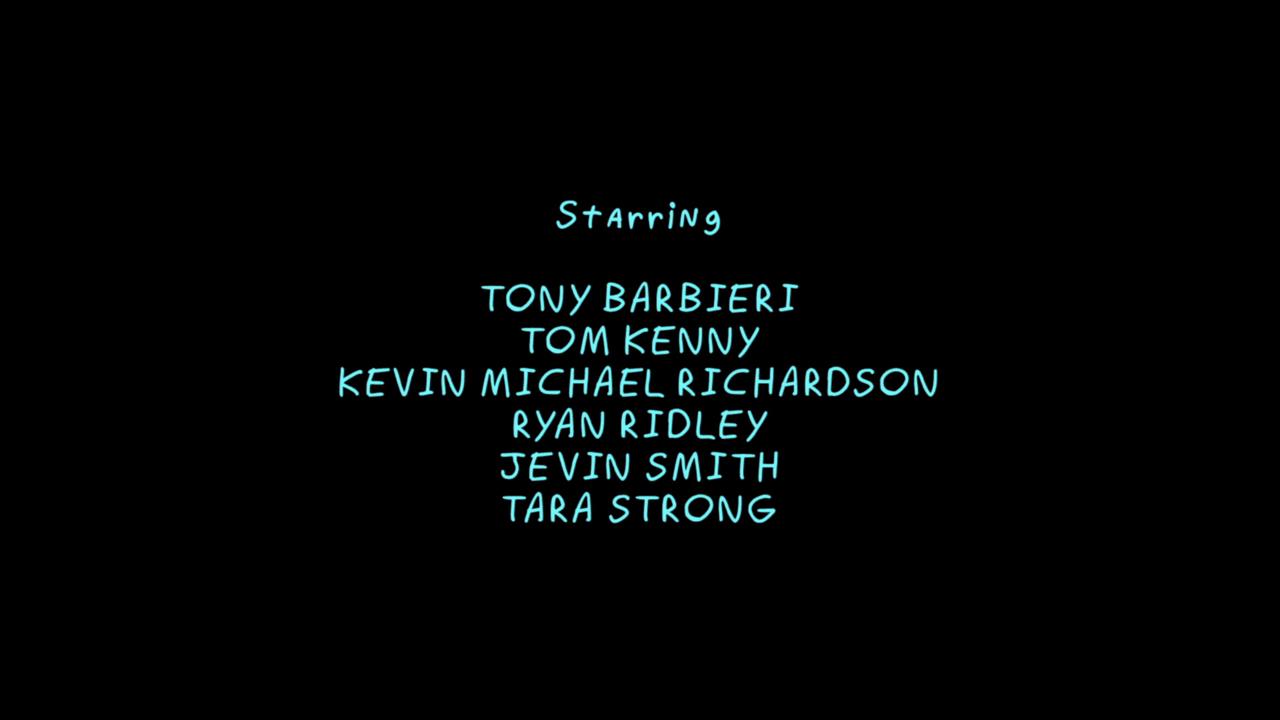 Starring
TONY BARBIERI
TOM KENNY
KEVIN MICHAEL RICHARDSON
RYAN RIDLEY
JEVIN SMITH
TARA STRONG